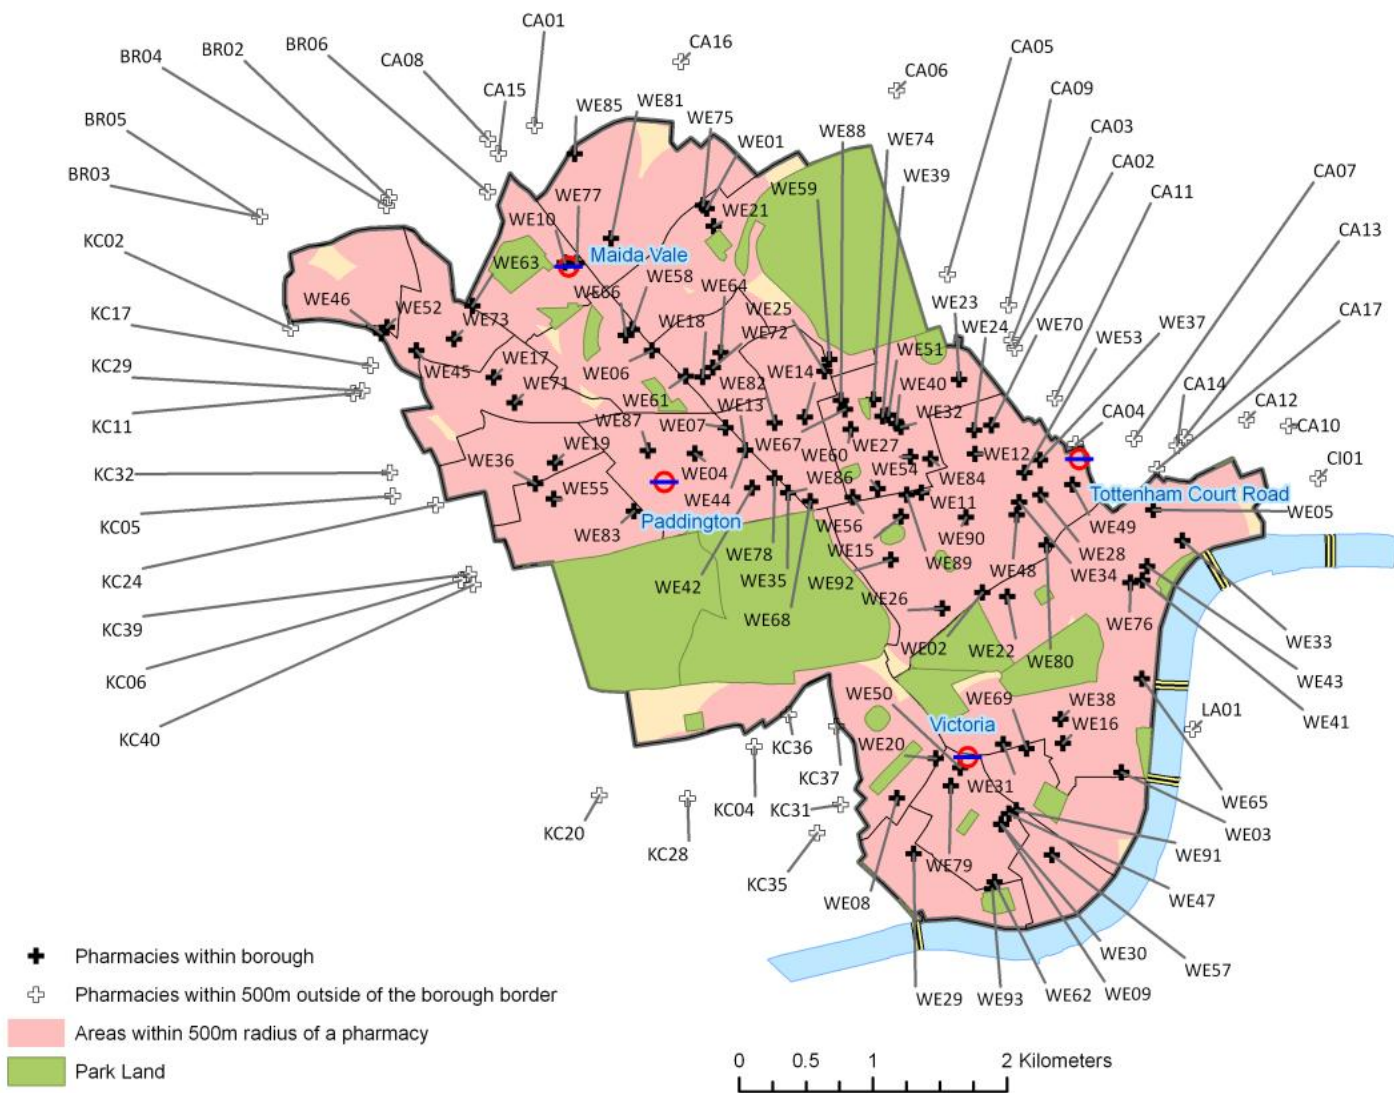 CA01
BR06
CA16
BR02
CA05
BR04
CA08
CA06
CA09
CA15
WE85
WE81
WE75
CA03
BR05
WE01
WE88
WE74
CA02
CA11
CA07
BR03
WE77
WE59
WE39
WE10
WE21
CA13
KC02
WE63
Maida Vale
WE58
WE64
CA17
WE46
WE52
WE66
WE25
WE23
WE24
WE70
WE37
KC17
WE73
WE18
WE72
WE51
WE53
KC29
WE45
WE17
WE06
WE14
WE40
WE71
WE61
WE82
CA14
KC11
WE87
WE07
WE13
WE32
CA12
CA04
CA10
WE19
WE67
WE27
WE12
KC32
WE36
WE04
WE60
WE54
WE84
CI01
WE55
WE44
WE86
WE11
Tottenham Court Road
KC05
WE83
Paddington
WE56
WE49
WE05
WE78
WE15
WE90
WE28
KC24
WE42
WE35
WE92
WE89
WE48
WE34
WE26
WE76
KC39
WE68
WE02
WE22
WE80
WE33
KC06
WE50
WE69
WE38
WE43
KC40
Victoria
WE16
LA01
WE41
KC36
WE20
KC37
WE31
WE65
KC04
KC31
KC20
WE03
KC28
WE79
WE91
KC35
WE08
WE47
WE30
WE57
WE29
WE93
WE62
WE09
Pharmacies within borough
Pharmacies within 500m outside of the borough border
Areas within 500m radius of a pharmacy
Park Land
0 0.5 1 2 Kilometers